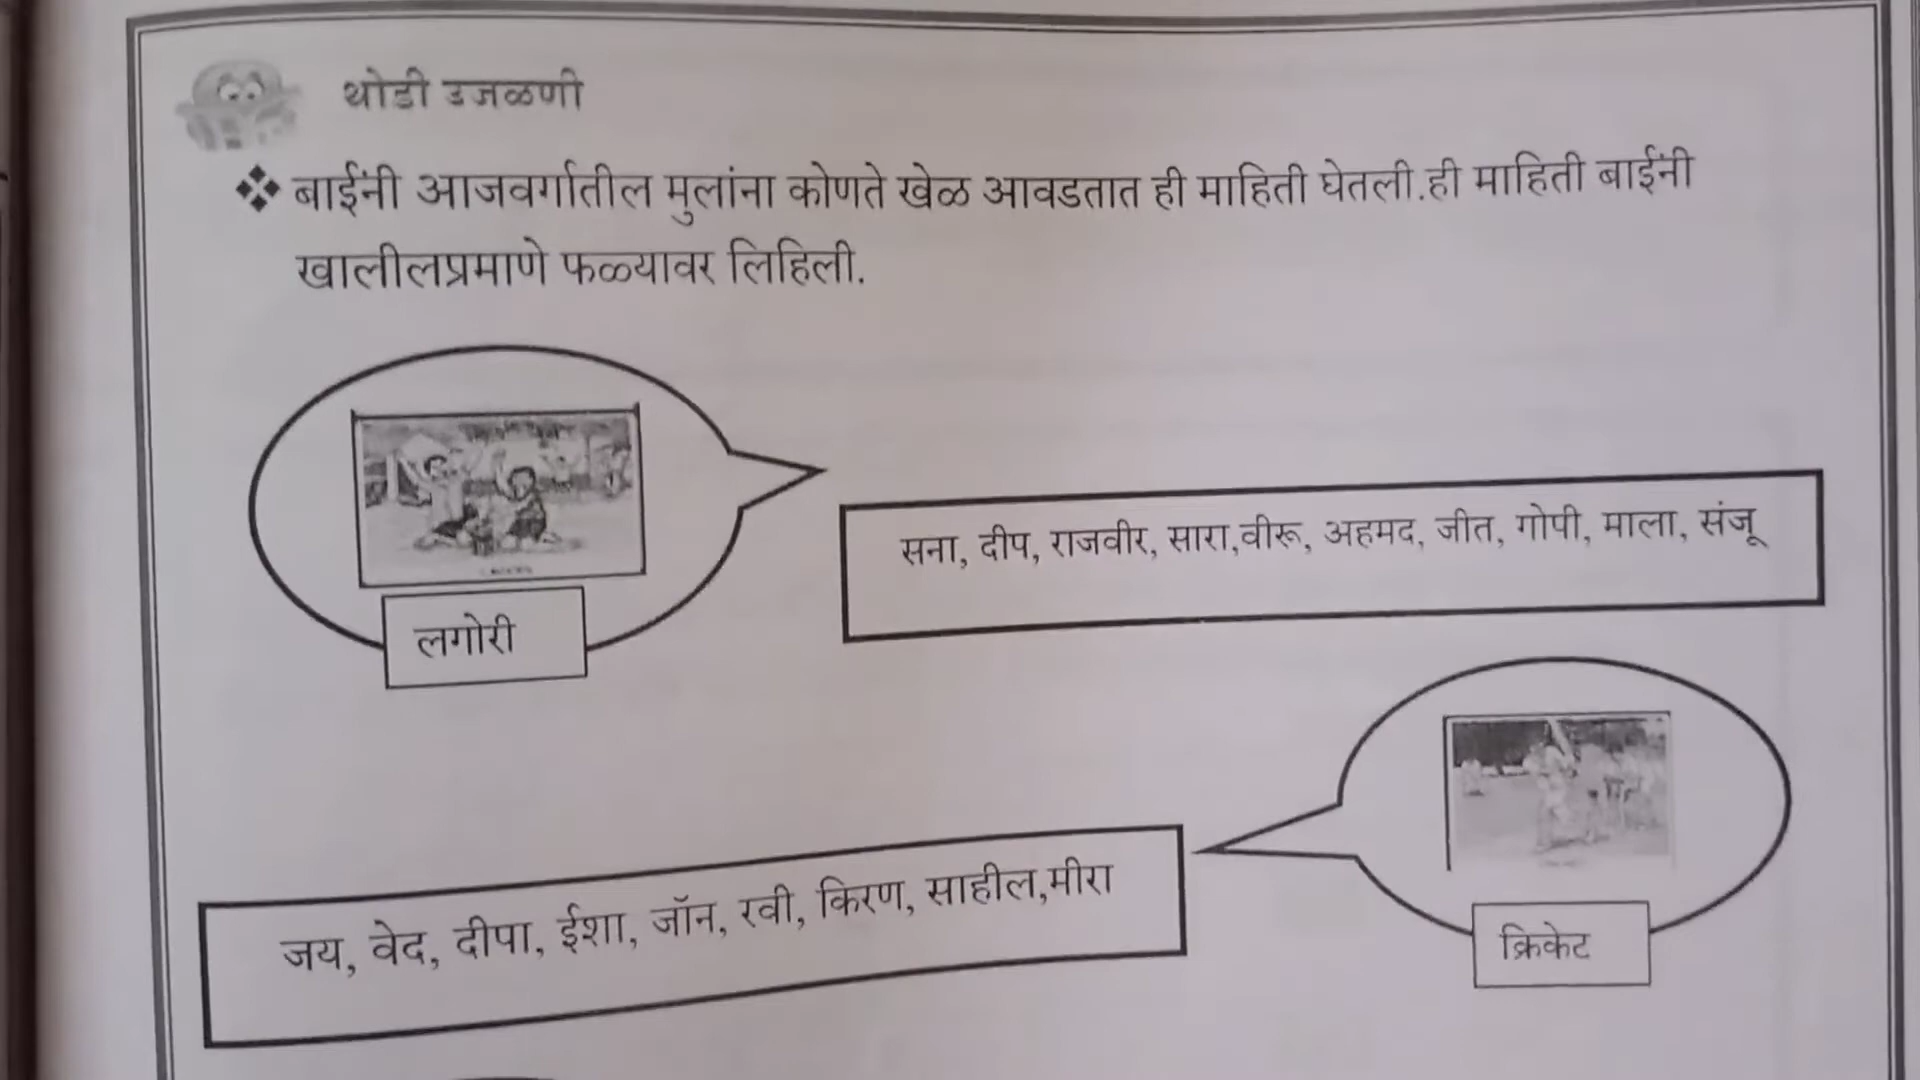 थोडी उजळणी
❖ बाईंनी आजवर्गातील मुलांना कोणते खेळ आवडतात ही माहिती घेतली.ही माहिती बाईंनी
खालीलप्रमाणे फळ्यावर लिहिली.
सना, दीप, राजवीर, सारा,वीरू, अहमद, जीत, गोपी, माला, संजू
लगोरी
जय, वेद, दीपा, ईशा, जॉन, रवी, किरण, साहील,मीरा
क्रिकेट